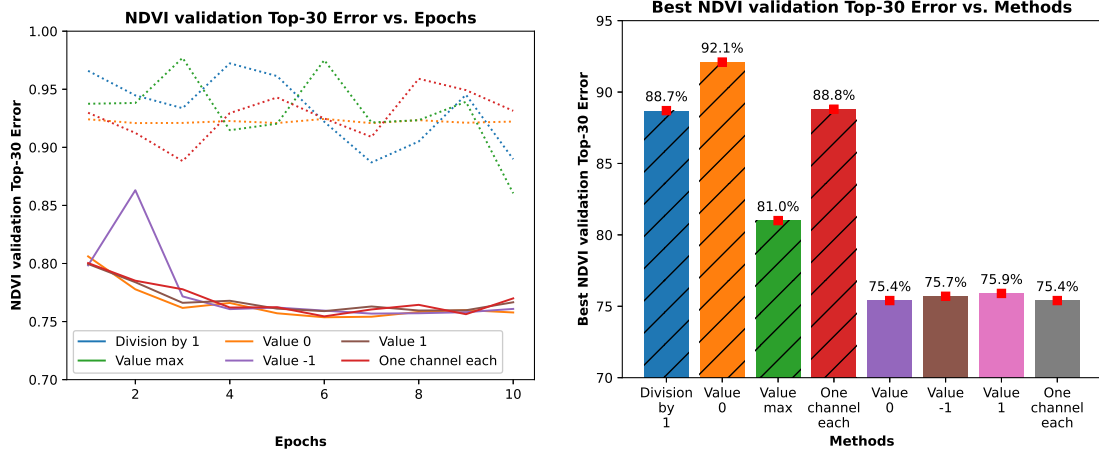 NDVI validation Top-30 Error vs. Epochs
NDVI validation Top-30 Error
1.00
0.95
0.90
0.85
0.80
0.75
0.70
Division by 1
Value 0
Value 1
Value max
Value -1
One channel each
2
4
6
8
10
Epochs
Best NDVI validation Top-30 Error vs. Methods
Best NDVI validation Top-30 Error
95
90
85
80
75
70
88.7%
92.1%
81.0%
88.8%
75.4%
75.7%
75.9%
75.4%
Division
by
1
Value
0
Value
max
One
channel
each
Value
0
Value
-1
Value
1
One
channel
each
Methods